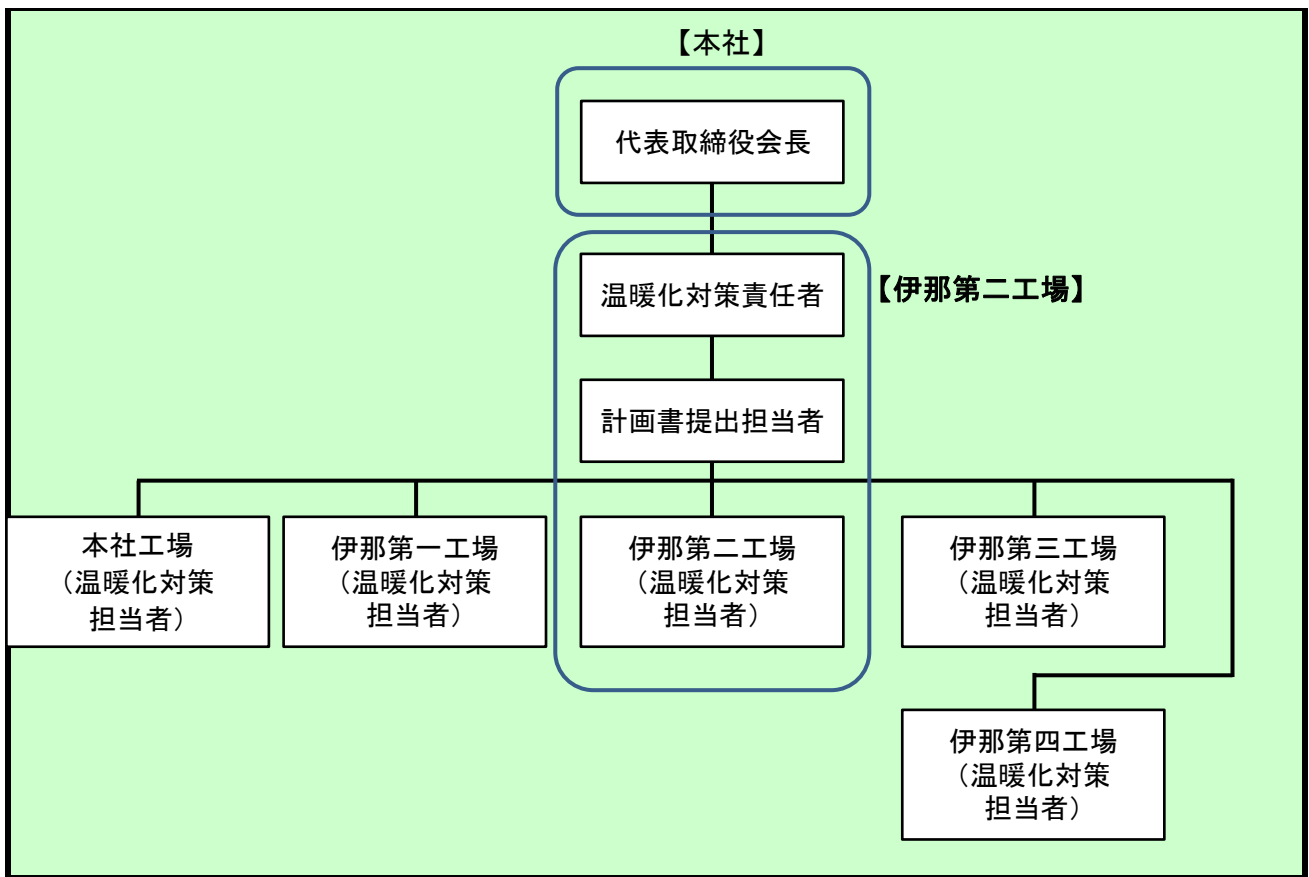 【本社】
代表取締役会長
温暖化対策責任者
【伊那第二工場】
計画書提出担当者
本社工場
（温暖化対策
担当者）
伊那第一工場
（温暖化対策
担当者）
伊那第二工場
（温暖化対策
担当者）
伊那第三工場
（温暖化対策
担当者）
伊那第四工場
（温暖化対策
担当者）